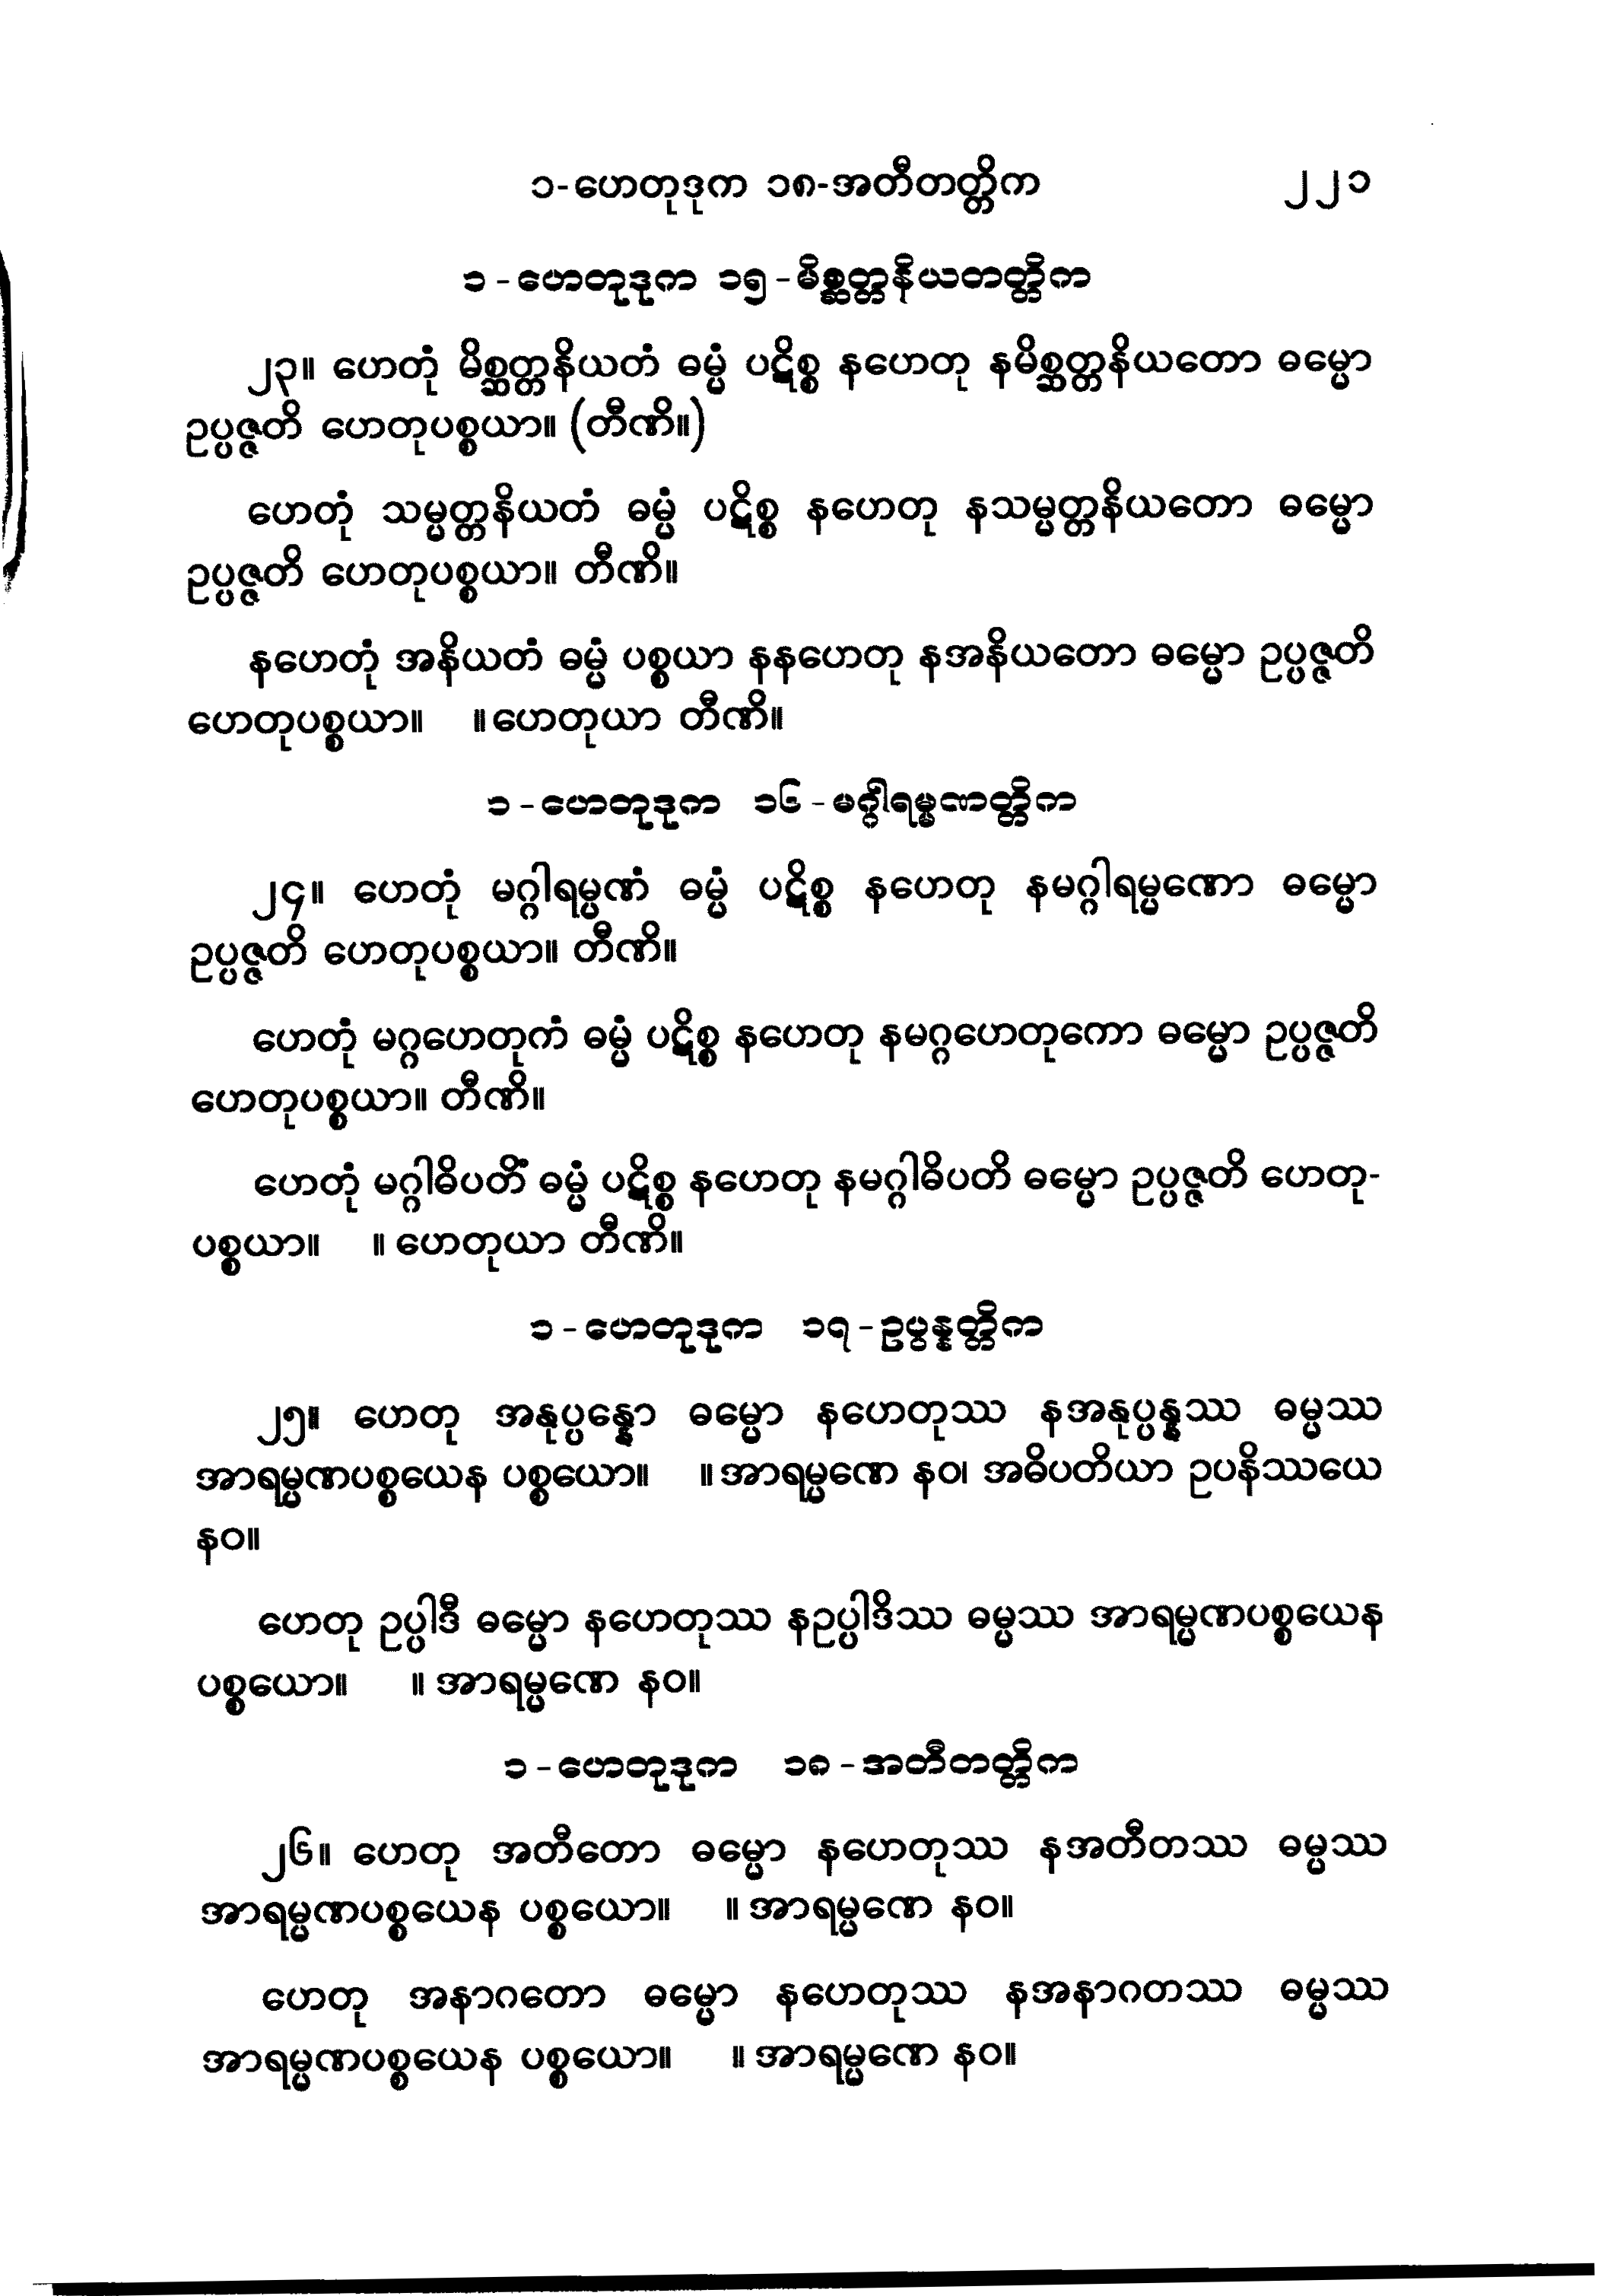 ၁-ဟေတုဒုက ၁၈-အတီတတ္တိက ၂၂၁
၁-ဟေတုဒုက ၁၅-မိစ္ဆတ္တနိယတတ္တိက
၂၃။ ဟေတုံ မိစ္ဆတ္တနိယတံ ဓမ္မံ ပဋိစ္စ နဟေတု နမိစ္ဆတ္တနိယတော ဓမ္မော
ဥပ္ပဇ္ဇတိ ဟေတုပစ္စယာ။ (တီဏိ။)
ဟေတုံ သမ္မတ္တနိယတံ ဓမ္မံ ပဋိစ္စ နဟေတု နသမ္မတ္တနိယတော ဓမ္မော
ဥပ္ပဇ္ဇတိ ဟေတုပစ္စယာ။ တီဏိ။
နဟေတုံ အနိယတံ ဓမ္မံ ပစ္စယာ နနဟေတု နအနိယတော ဓမ္မော ဥပ္ပဇ္ဇတိ
ဟေတုပစ္စယာ။ ။ဟေတုယာ တီဏိ။
၁-ဟေတုဒုက ၁၆-မဂ္ဂါရမ္မဏတ္တိက
၂၄။ ဟေတုံ မဂ္ဂါရမ္မဏံ ဓမ္မံ ပဋိစ္စ နဟေတု နမဂ္ဂါရမ္မဏော ဓမ္မော
ဥပ္ပဇ္ဇတိ ဟေတုပစ္စယာ။ တီဏိ။
ဟေတုံ မဂ္ဂဟေတုကံ ဓမ္မံ ပဋိစ္စ နဟေတု နမဂ္ဂဟေတုကော ဓမ္မော ဥပ္ပဇ္ဇတိ
ဟေတုပစ္စယာ။ တီဏိ။
ဟေတုံ မဂ္ဂါဓိပတိံ ဓမ္မံ ပဋိစ္စ နဟေတု နမဂ္ဂါဓိပတိ ဓမ္မော ဥပ္ပဇ္ဇတိ ဟေတု-
ပစ္စယာ။ ။ ဟေတုယာ တီဏိ။
၁-ဟေတုဒုက ၁၇-ဥပ္ပန္နတ္တိက
၂၅။ ဟေတု အနုပ္ပန္နော ဓမ္မော နဟေတုဿ နအနုပ္ပန္နဿ ဓမ္မဿ
အာရမ္မဏပစ္စယေန ပစ္စယော။ ။အာရမ္မဏေ နဝ၊ အဓိပတိယာ ဥပနိဿယေ
နဝ။
ဟေတု ဥပ္ပါဒီ ဓမ္မော နဟေတုဿ နဥပ္ပါဒိဿ ဓမ္မဿ အာရမ္မဏပစ္စယေန
ပစ္စယော။ ။ အာရမ္မဏေ နဝ။
၁-ဟေတုဒုက ၁၈-အတီတတ္တိက
၂၆။ ဟေတု အတီတော ဓမ္မော နဟေတုဿ နအတီတဿ ဓမ္မဿ
အာရမ္မဏပစ္စယေန ပစ္စယော။ ။ အာရမ္မဏေ နဝ။
ဟေတု အနာဂတော ဓမ္မော နဟေတုဿ နအနာဂတဿ ဓမ္မဿ
အာရမ္မဏပစ္စယေန ပစ္စယော။ ။ အာရမ္မဏေ နဝ။